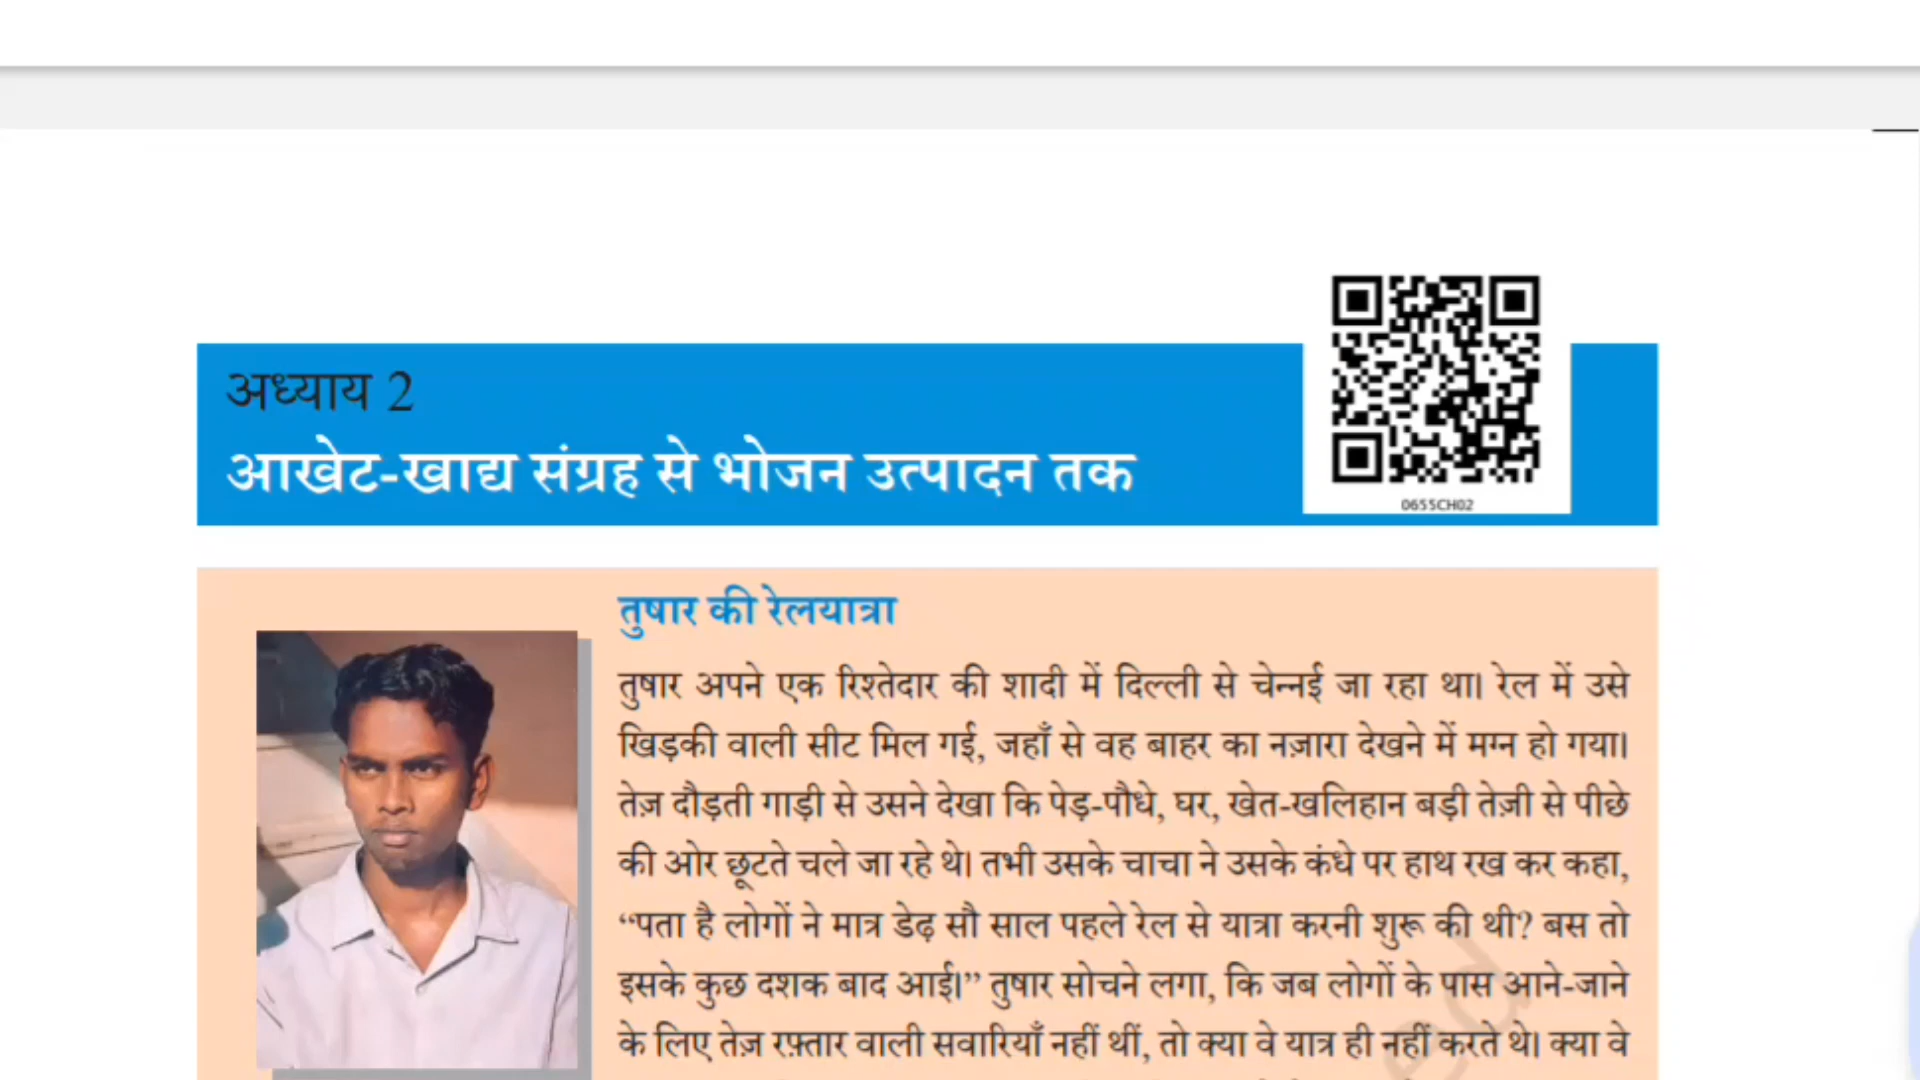 अध्याय 2
आखेट-खाद्य संग्रह से भोजन उत्पादन तक
0655CH02
तुषार की रेलयात्रा
तुषार अपने एक रिश्तेदार की शादी में दिल्ली से चेन्नई जा रहा था। रेल में उसे
खिड़की वाली सीट मिल गई, जहाँ से वह बाहर का नज़ारा देखने में मग्न हो गया।
तेज़ दौड़ती गाड़ी से उसने देखा कि पेड़-पौधे, घर, खेत-खलिहान बड़ी तेज़ी से पीछे
की ओर छूटते चले जा रहे थे। तभी उसके चाचा ने उसके कंधे पर हाथ रख कर कहा,
“पता है लोगों ने मात्र डेढ़ सौ साल पहले रेल से यात्रा करनी शुरू की थी? बस तो
इसके कुछ दशक बाद आई।” तुषार सोचने लगा, कि जब लोगों के पास आने-जाने
के लिए तेज़ रफ़्तार वाली सवारियाँ नहीं थीं, तो क्या वे यात्र ही नहीं करते थे। क्या वे